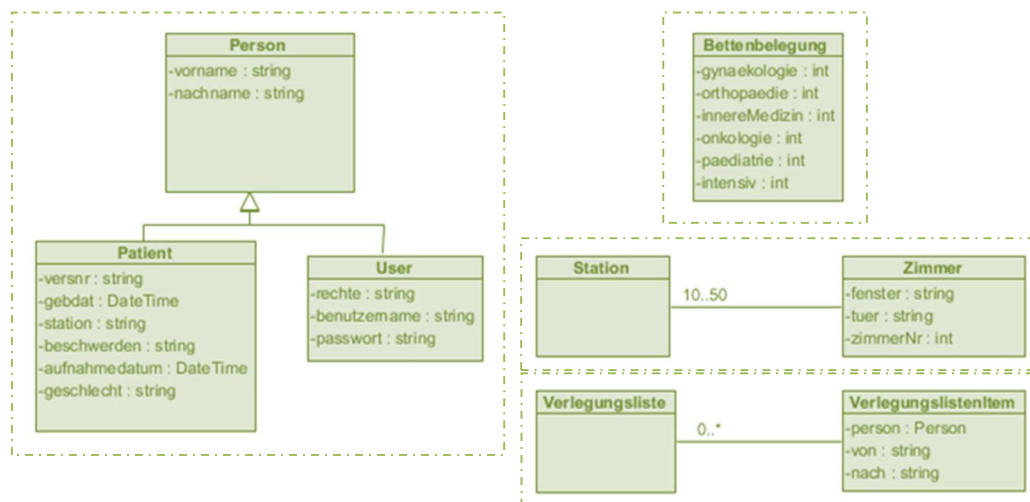 Person
-vorname : string
-nachname : string
Patient
-versnr : string
-gebdat : DateTime
-station : string
-beschwerden : string
-aufnahmedatum : DateTime
-geschlecht : string
User
-rechte : string
-benutzername : string
-passwort : string
Bettenbelegung
-gynaekologie : int
-orthopaedie : int
-innereMedizin : int
-onkologie : int
-paediatrie : int
-intensiv : int
Station
10..50
Zimmer
-fenster : string
-tuer : string
-zimmerNr : int
Verlegungsliste
0..*
VerlegungslistenItem
-person : Person
-von : string
-nach : string